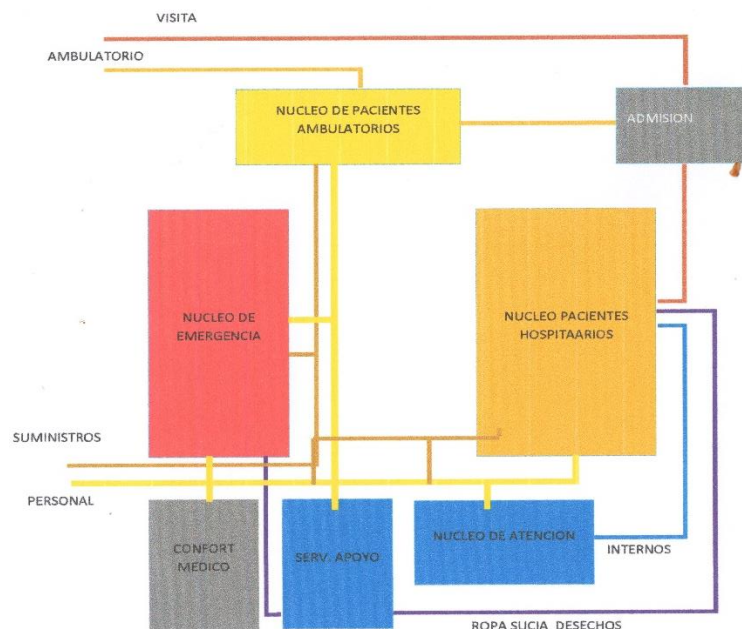 VISITA
AMBULATORIO
NUCLEO DE PACIENTES
AMBULATORIOS
ADMISION
NUCLEO DE
EMERGENCIA
NUCLEO PACIENTES
HOSPITAARIOS
SUMINISTROS
PERSONAL
CONFORT
MEDICO
SERV. APOYO
NUCLEO DE ATENCION
INTERNOS
ROPA SUCIA DESECHOS